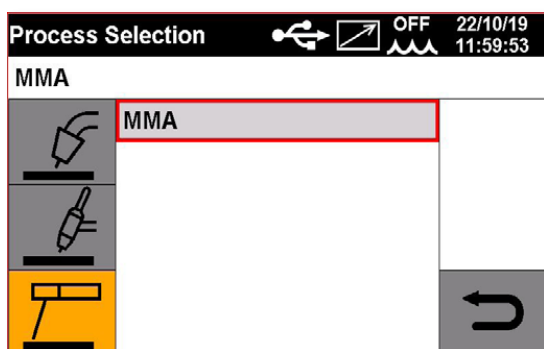 Process Selection
OFF
22/10/19
11:59:53
MMA
MMA